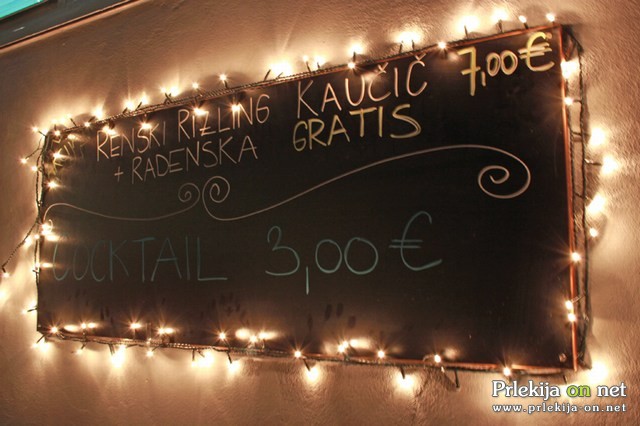 RENSKI RIZLING KAUČIČ 7,00 €
+ RADENSKA GRATIS
COCKTAIL 3,00 €
Prlekija on net
www.prlekija-on.net